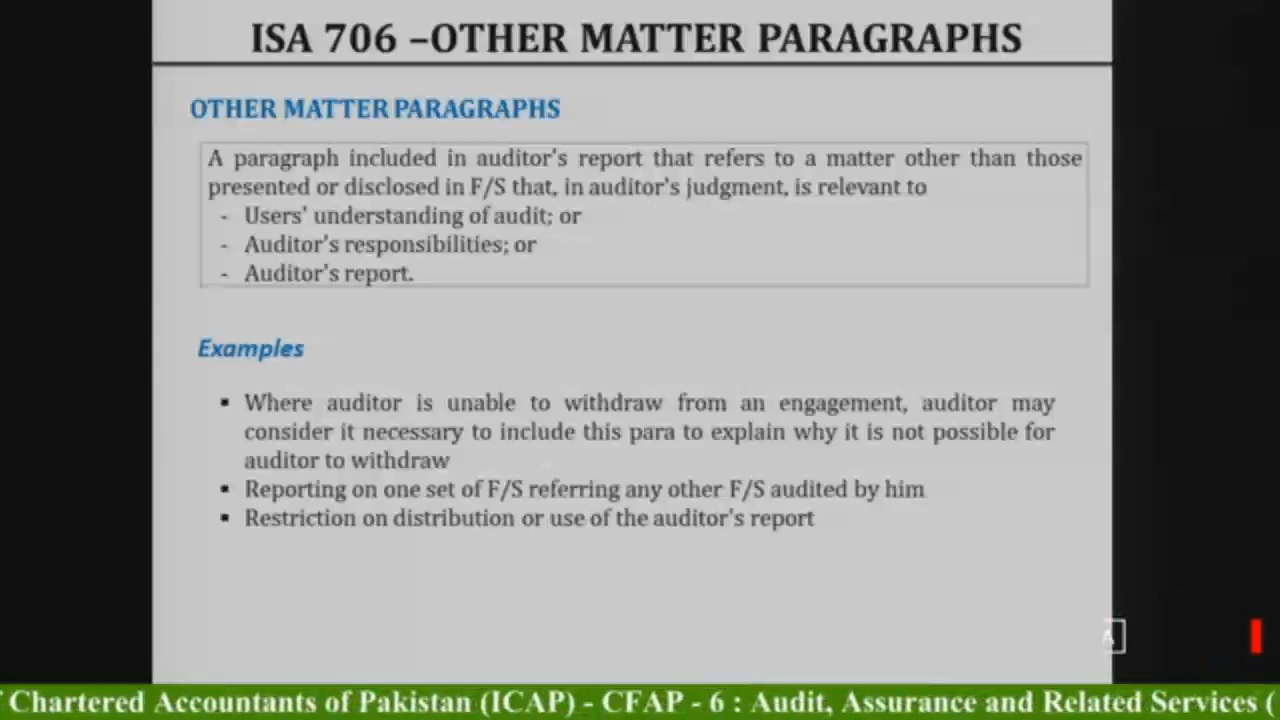 ISA 706 –OTHER MATTER PARAGRAPHS
OTHER MATTER PARAGRAPHS
A paragraph included in auditor's report that refers to a matter other than those
presented or disclosed in F/S that, in auditor's judgment, is relevant to
- Users' understanding of audit; or
- Auditor's responsibilities; or
- Auditor's report.
Examples
▪ Where auditor is unable to withdraw from an engagement, auditor may
consider it necessary to include this para to explain why it is not possible for
auditor to withdraw
▪ Reporting on one set of F/S referring any other F/S audited by him
▪ Restriction on distribution or use of the auditor's report
Chartered Accountants of Pakistan (ICAP) - CFAP - 6 : Audit, Assurance and Related Services (